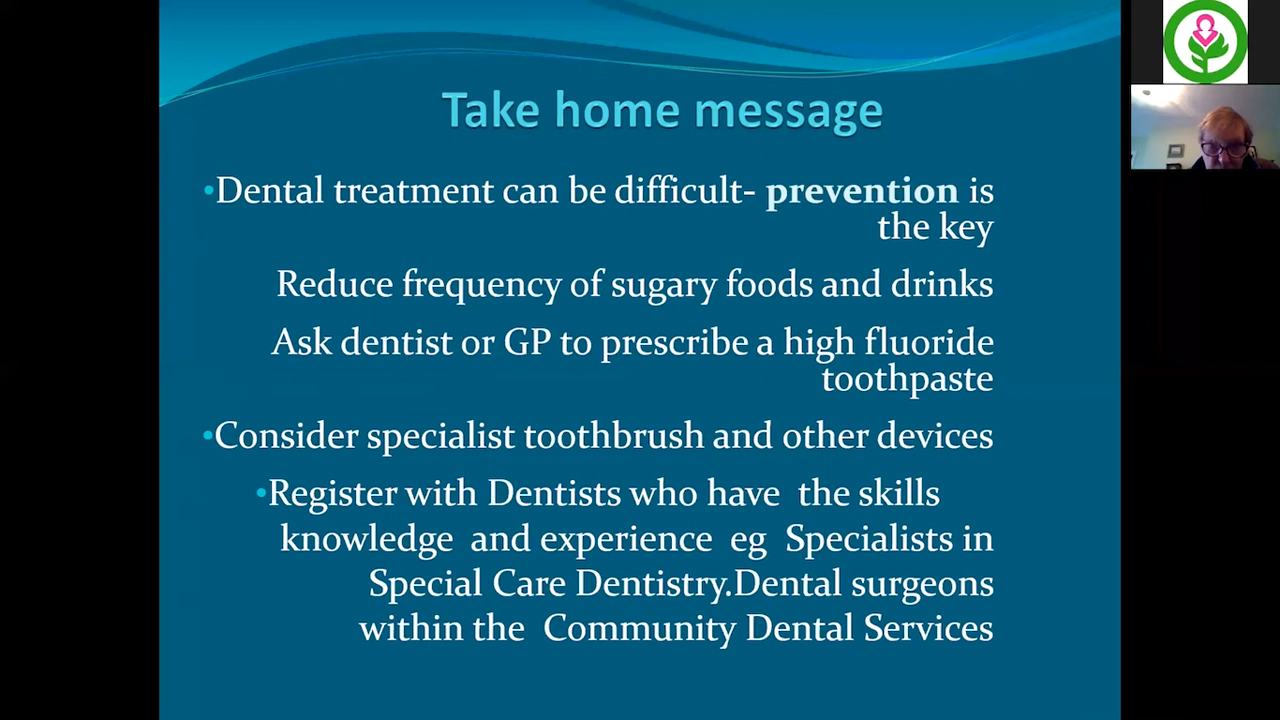 Take home message
•Dental treatment can be difficult- prevention is
the key
Reduce frequency of sugary foods and drinks
Ask dentist or GP to prescribe a high fluoride
toothpaste
•Consider specialist toothbrush and other devices
•Register with Dentists who have the skills
knowledge and experience eg Specialists in
Special Care Dentistry.Dental surgeons
within the Community Dental Services